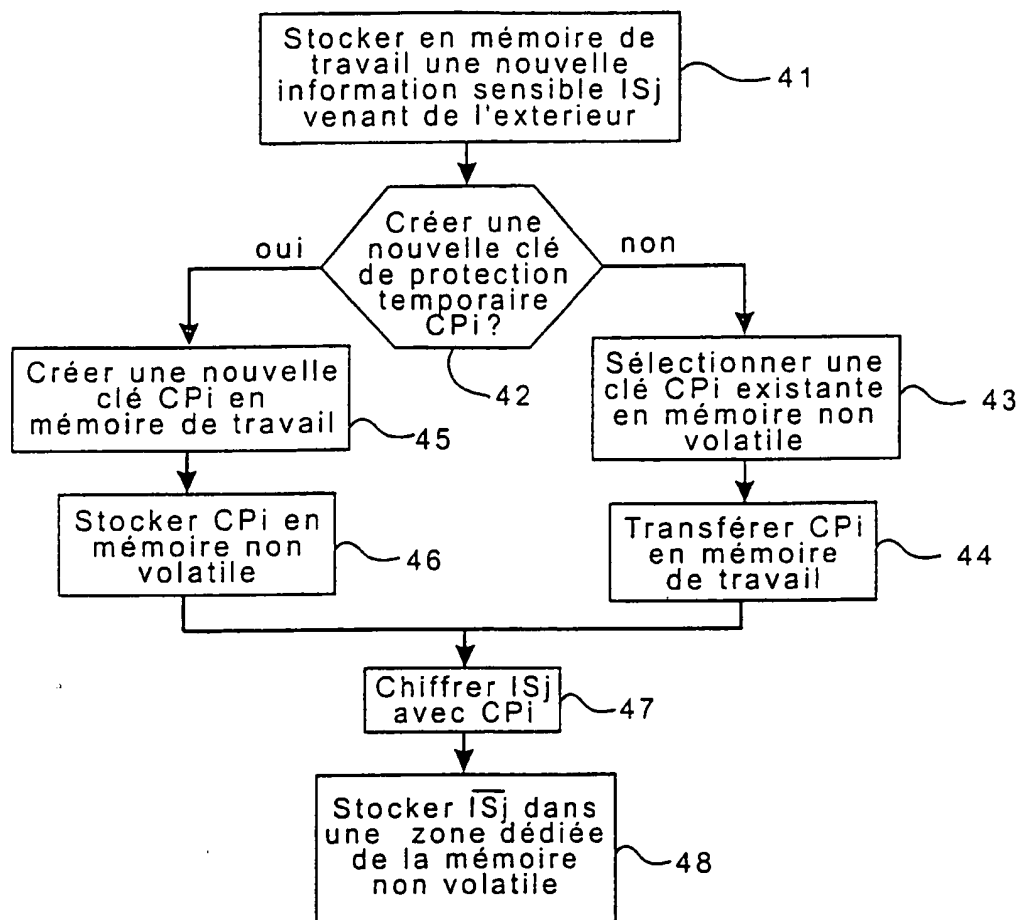 Stocker en mémoire de
travail une nouvelle
information sensible ISj
venant de l'exterieur
41
Créer une
nouvelle clé
de protection
temporaire
CPi?
oui
non
42
Créer une nouvelle
clé CPi en
mémoire de travail
45
Sélectionner une
clé CPi existante
en mémoire non
volatile
43
Stocker CPi en
mémoire non
volatile
46
Transférer CPi
en mémoire
de travail
44
Chiffrer ISj
avec CPi
47
Stocker I̅S̅j̅ dans
une zone dédiée
de la mémoire
non volatile
48